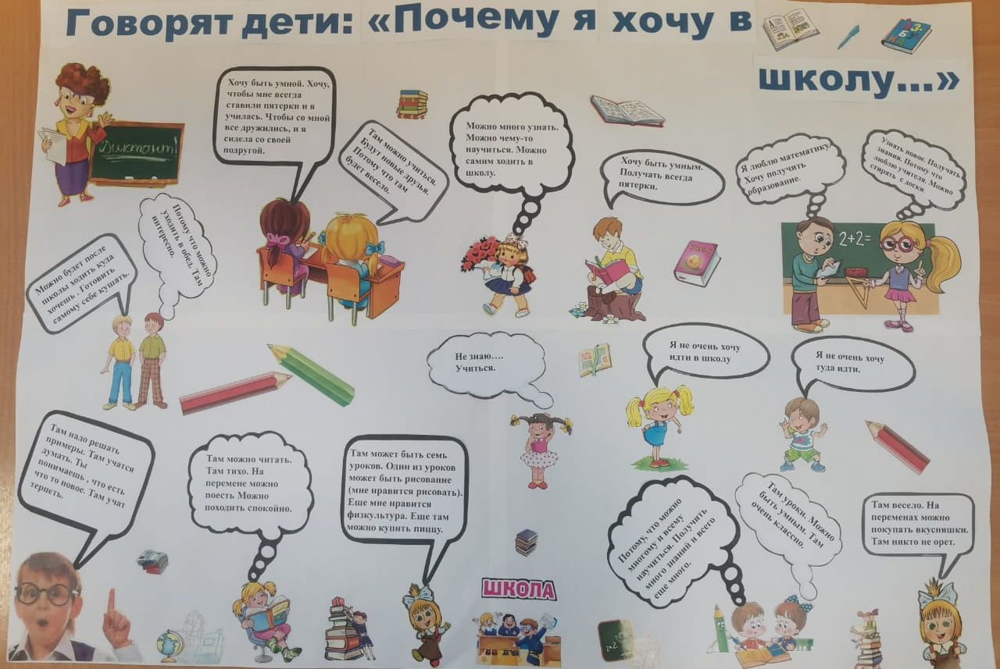 Говорят дети: «Почему я хочу в
школу...»
АЗ-
БУ
КА
Диктант!
Хочу быть умной. Хочу,
чтобы мне всегда
ставили пятерки и я
училась. Чтобы со мной
все дружились, и я
сидела со своей
подругой.
Там можно учиться.
Будут новые друзья.
Потому что там
будет весело.
Можно много узнать.
Можно чему-то
научиться. Можно
самим ходить в
школу.
Хочу быть умным.
Получать всегда
пятерки.
Я люблю математику.
Хочу получить
образование.
Узнать новое. Получать
знания. Потому что
люблю учителя. Можно
стирать с доски
2+2=
Можно будет после
школы ходить куда
хочешь . Готовить
самому себе кушать.
Потому что можно
уходить в обед. Там
интересно.
Не знаю....
Учиться.
Я не очень хочу
идти в школу
Я не очень хочу
туда идти.
Там надо решать
примеры. Там учатся
думать. Ты
понимаешь , что есть
что то новое. Там учат
терпеть.
Там можно читать.
Там тихо. На
перемене можно
поесть Можно
походить спокойно.
Там может быть семь
уроков. Один из уроков
может быть рисование
(мне нравится рисовать).
Еще мне нравится
физкультура. Еще там
можно купить пиццу.
Потому, что можно
многому и всему
научиться. Получить
много знаний и всего
еще много.
Там уроки. Можно
быть умным. Там
очень классно.
Там весело. На
переменах можно
покупать вкусняшки.
Там никто не орет.
ШКОЛА